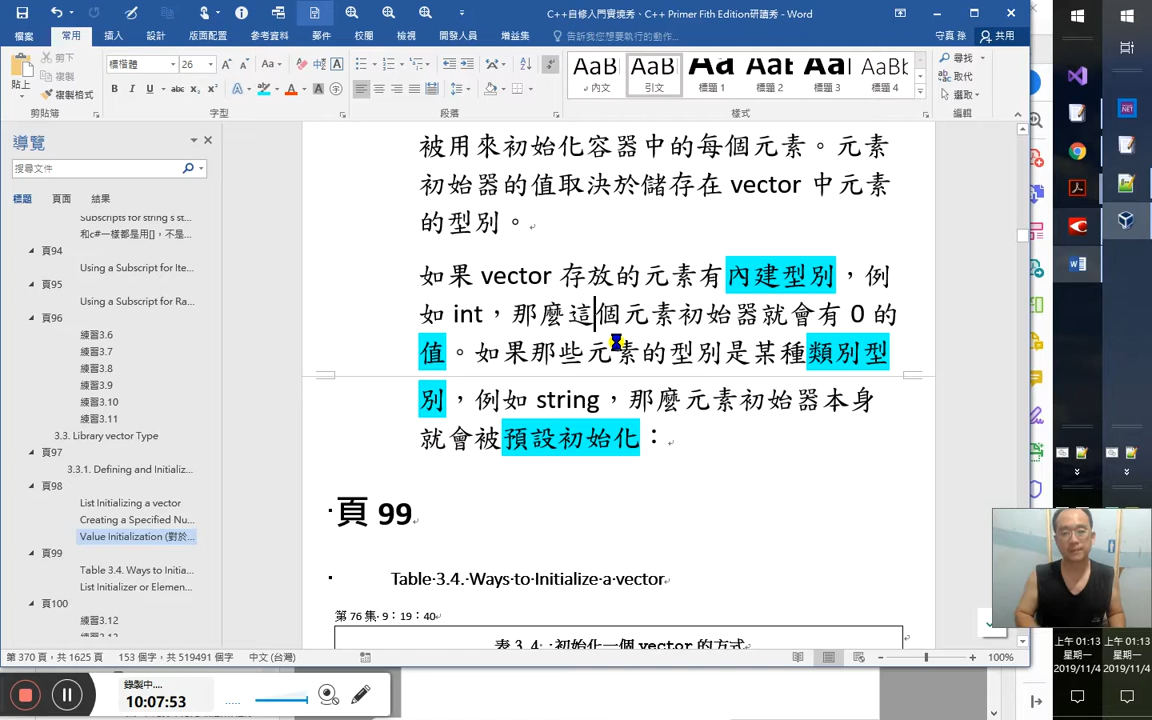 C++自修入門實境秀、C++ Primer Fith Edition研讀秀 - Word
檔案 常用 插入 設計 版面配置 參考資料 郵件 校閱 檢視 開發人員 增益集 告訴我您想要執行的動作... 守真 孫 共用
貼上 剪下 複製 複製格式
標楷體 26
AaB AaBb
內文 引文 標題 1 標題 2 標題 3 標題 4
尋找 取代 選取
剪貼簿 字型 段落 樣式 編輯
導覽
搜尋文件
標題 頁面 結果
Subscripts for string's st...
和c#一樣都是用[]，不是...
頁94
Using a Subscript for Ite...
頁95
Using a Subscript for Ra...
頁96
練習3.6
練習3.7
練習3.8
練習3.9
練習3.10
練習3.11
3.3. Library vector Type
頁97
3.3.1. Defining and Initializ...
頁98
List Initializing a vector
Creating a Specified Nu...
Value Initialization (對於...
頁99
Table 3.4. Ways to Initia...
List Initializer or Elemen...
頁100
練習3.12
被用來初始化容器中的每個元素。元素
初始器的值取決於儲存在 vector 中元素
的型別。
如果 vector 存放的元素有內建型別，例
如 int，那麼這個元素初始器就會有 0 的
值。如果那些元素的型別是某種類別型
別，例如 string，那麼元素初始器本身
就會被預設初始化：
頁 99
Table 3.4. Ways to Initialize a vector
第 76 集 9：19：40
表 3.4: 初始化一個 vector 的方式
第 370 頁，共 1625 頁 153 個字，共 519491 個字 中文 (台灣) 100%
錄製中...
10:07:53
上午 01:13 上午 01:13
星期一 星期一
2019/11/4 2019/11/4